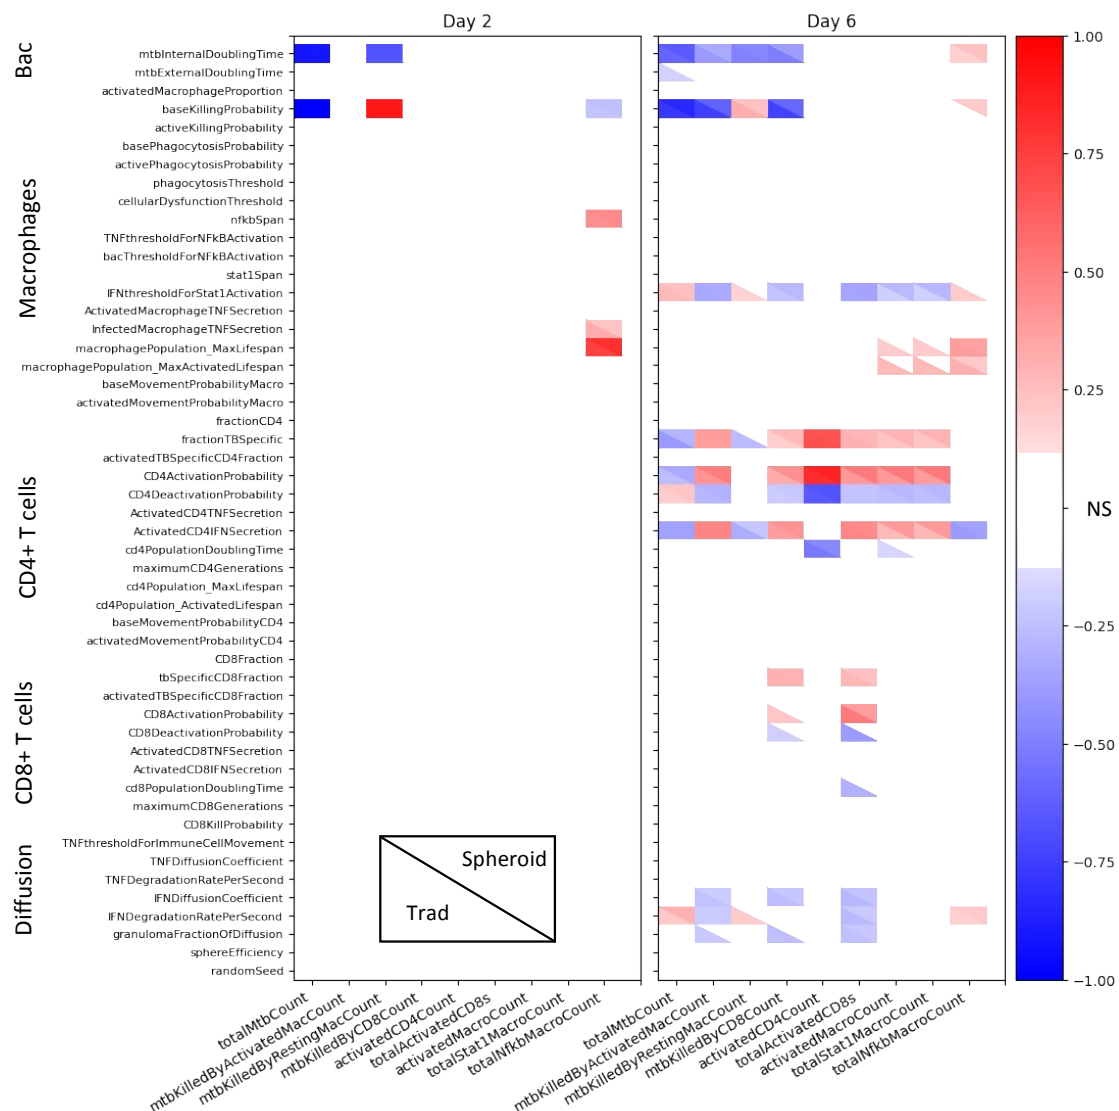 Day 2
Day 6
Bac
Macrophages
CD4+ T cells
CD8+ T cells
Diffusion
mtbInternalDoublingTime
mtbExternalDoublingTime
activatedMacrophageProportion
baseKillingProbability
activeKillingProbability
basePhagocytosisProbability
activePhagocytosisProbability
phagocytosisThreshold
cellularDysfunctionThreshold
nfkbSpan
TNFthresholdForNFkBActivation
bacThresholdForNFkBActivation
stat1Span
IFNthresholdForStat1Activation
ActivatedMacrophageTNFSecretion
InfectedMacrophageTNFSecretion
macrophagePopulation_MaxLifespan
macrophagePopulation_MaxActivatedLifespan
baseMovementProbabilityMacro
activatedMovementProbabilityMacro
fractionCD4
fractionTBSpecific
activatedTBSpecificCD4Fraction
CD4ActivationProbability
CD4DeactivationProbability
ActivatedCD4TNFSecretion
ActivatedCD4IFNSecretion
cd4PopulationDoublingTime
maximumCD4Generations
cd4Population_MaxLifespan
cd4Population_ActivatedLifespan
baseMovementProbabilityCD4
activatedMovementProbabilityCD4
CD8Fraction
tbSpecificCD8Fraction
activatedTBSpecificCD8Fraction
CD8ActivationProbability
CD8DeactivationProbability
ActivatedCD8TNFSecretion
ActivatedCD8IFNSecretion
cd8PopulationDoublingTime
maximumCD8Generations
CD8KillProbability
TNFthresholdForImmuneCellMovement
TNFDiffusionCoefficient
TNFDegradationRatePerSecond
IFNDiffusionCoefficient
IFNDegradationRatePerSecond
granulomaFractionOfDiffusion
sphereEfficiency
randomSeed
Spheroid
Trad
totalMtbCount
mtbKilledByActivatedMacCount
mtbKilledByRestingMacCount
mtbKilledByCD8Count
activatedCD4Count
totalActivatedCD8s
activatedMacroCount
totalStat1MacroCount
totalNfkbMacroCount
totalMtbCount
mtbKilledByActivatedMacCount
mtbKilledByRestingMacCount
mtbKilledByCD8Count
activatedCD4Count
totalActivatedCD8s
activatedMacroCount
totalStat1MacroCount
totalNfkbMacroCount
1.00
0.75
0.50
0.25
NS
−0.25
−0.50
−0.75
−1.00